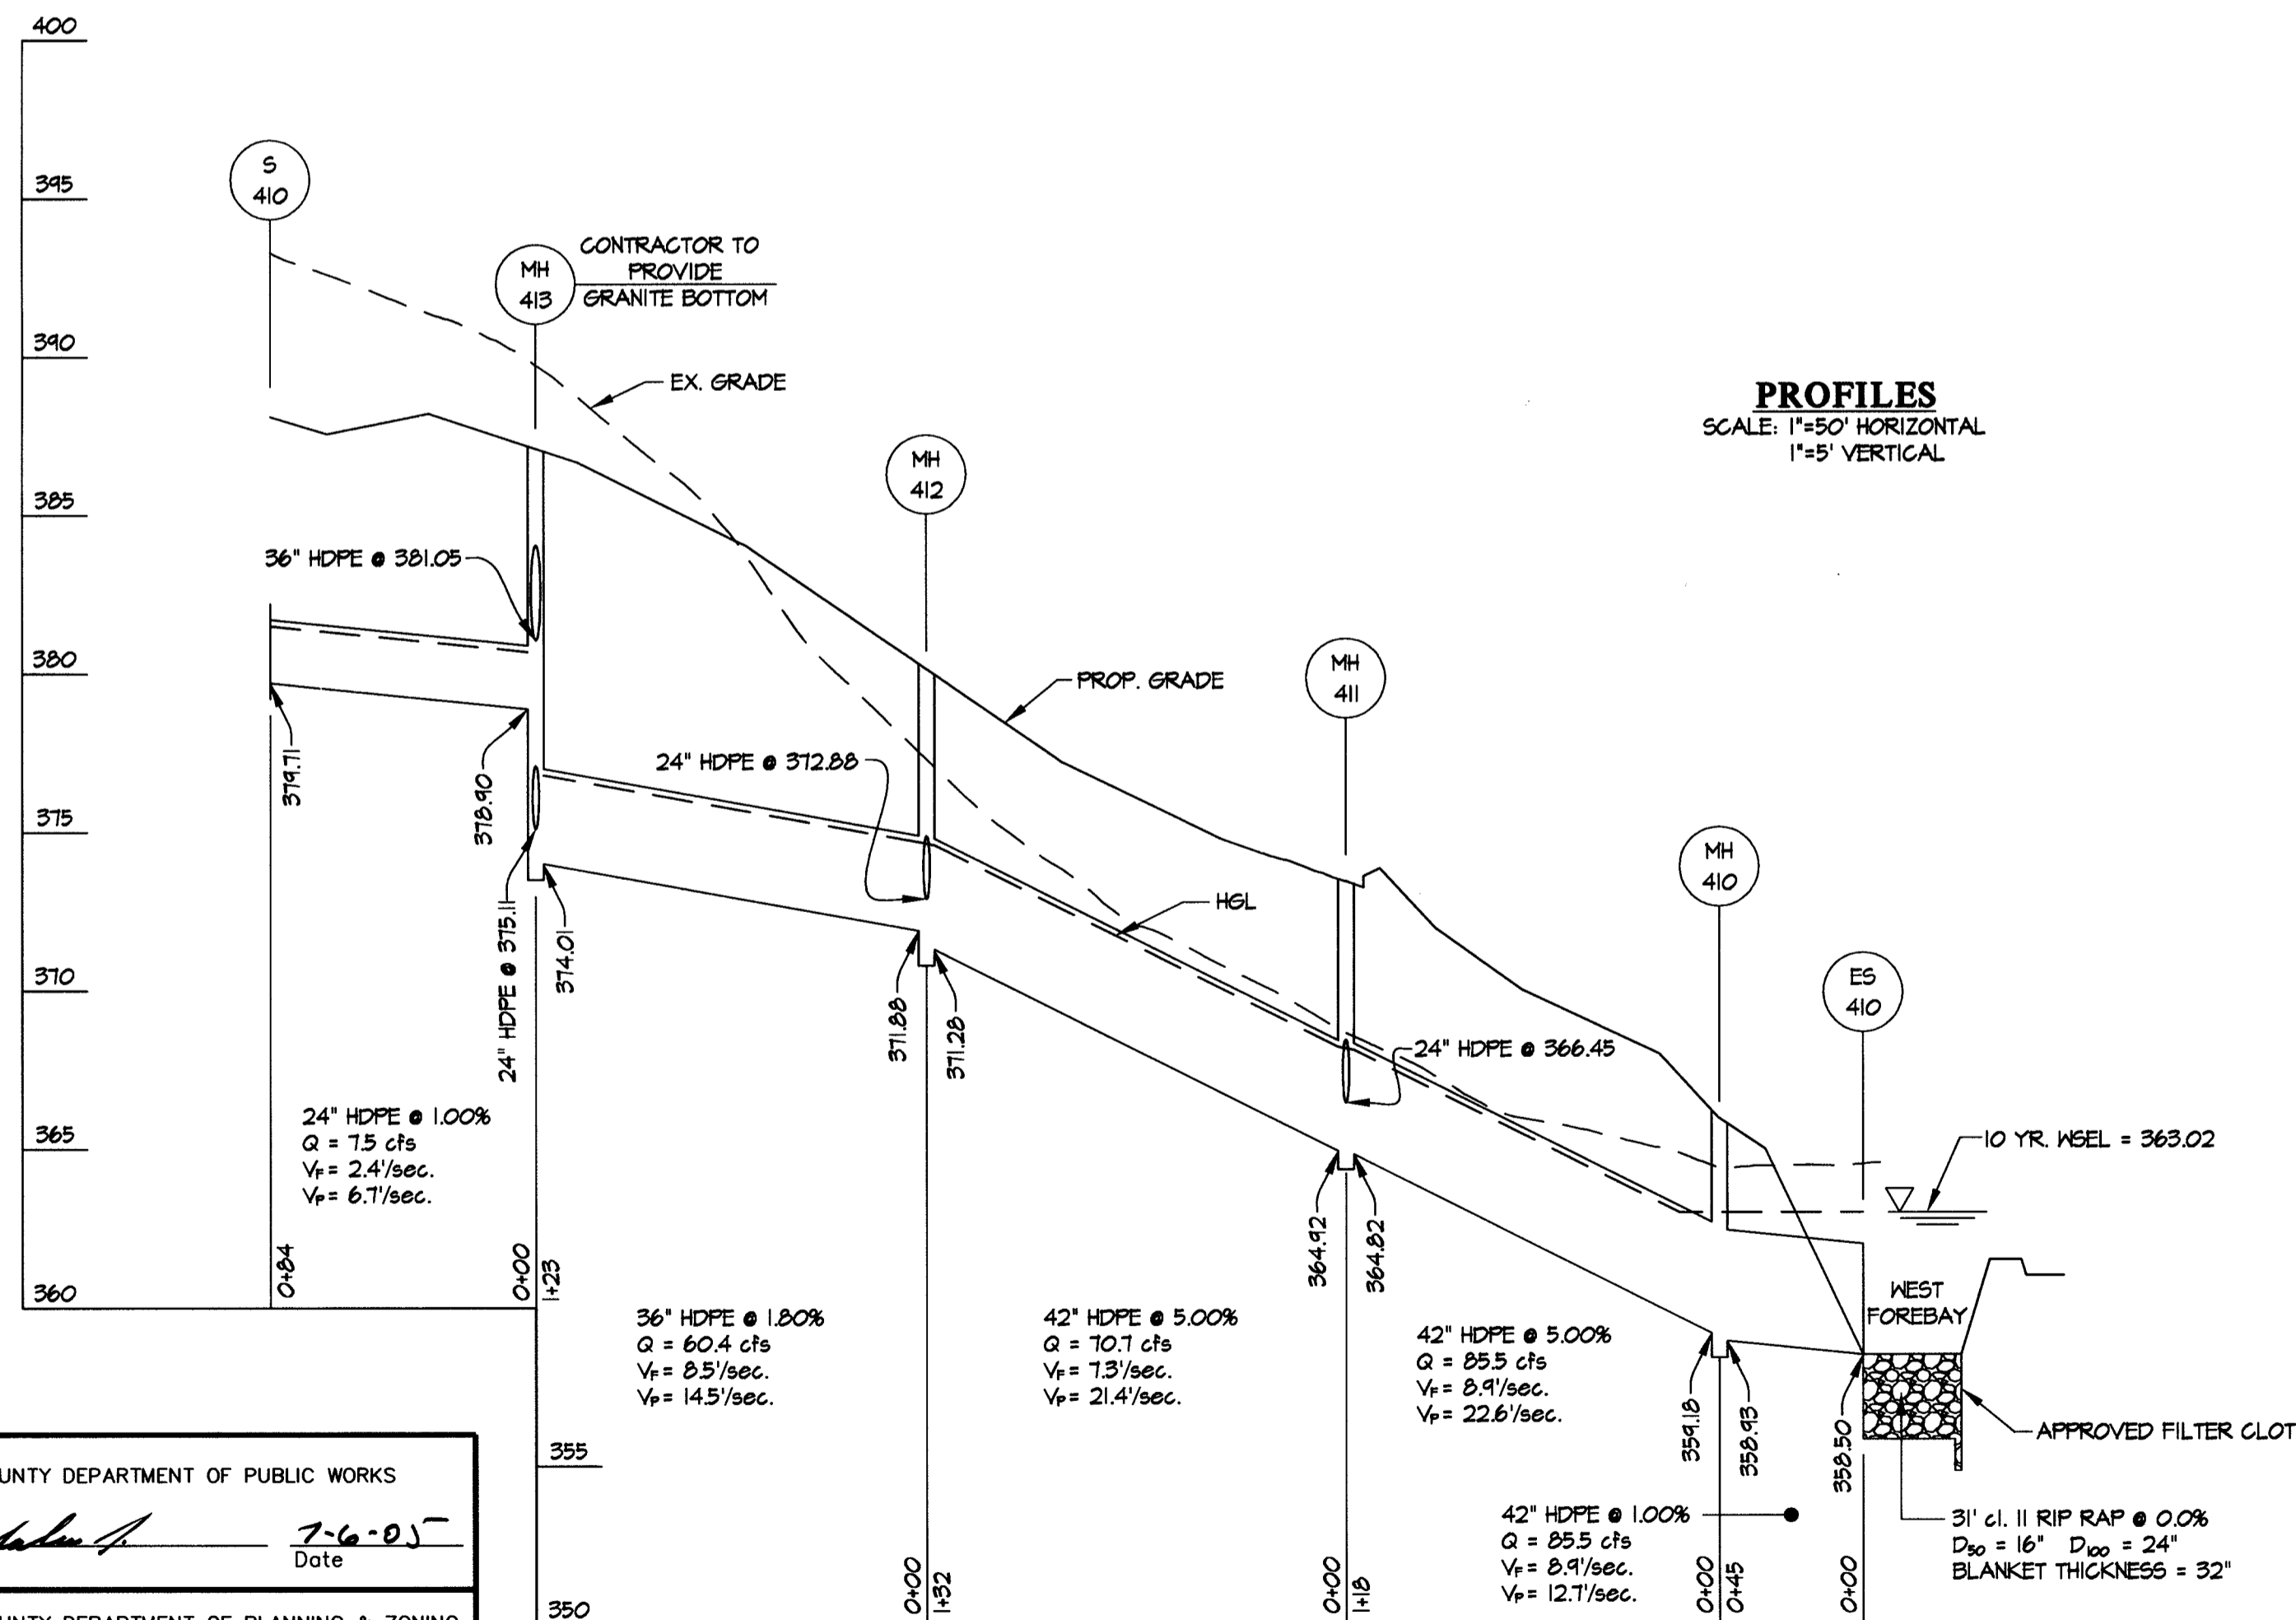 400
395
390
385
380
375
370
365
360
355
350
S
410
MH
413
CONTRACTOR TO
PROVIDE
GRANITE BOTTOM
EX. GRADE
MH
412
PROFILES
SCALE: 1"=50' HORIZONTAL
1"=5' VERTICAL
36" HDPE @ 381.05
PROP. GRADE
MH
411
24" HDPE @ 372.88
379.71
378.90
MH
410
HGL
24" HDPE @ 375.11
374.01
ES
410
371.88
371.28
24" HDPE @ 366.45
24" HDPE @ 1.00%
Q = 7.5 cfs
VF = 2.4'/sec.
VP = 6.7'/sec.
10 YR. WSEL = 363.02
364.92
364.82
0+84
0+00
1+23
WEST
FOREBAY
36" HDPE @ 1.80%
Q = 60.4 cfs
VF = 8.5'/sec.
VP = 14.5'/sec.
42" HDPE @ 5.00%
Q = 70.7 cfs
VF = 7.3'/sec.
VP = 21.4'/sec.
42" HDPE @ 5.00%
Q = 85.5 cfs
VF = 8.9'/sec.
VP = 22.6'/sec.
359.18
358.93
358.50
APPROVED FILTER CLOT
UNTY DEPARTMENT OF PUBLIC WORKS
7-6-05
Date
42" HDPE @ 1.00%
Q = 85.5 cfs
VF = 8.9'/sec.
VP = 12.7'/sec.
31' cl. II RIP RAP @ 0.0%
D50 = 16" D100 = 24"
BLANKET THICKNESS = 32"
0+00
1+32
0+00
1+18
0+00
0+45
0+00
UNTY DEPARTMENT OF PLANNING & ZONING